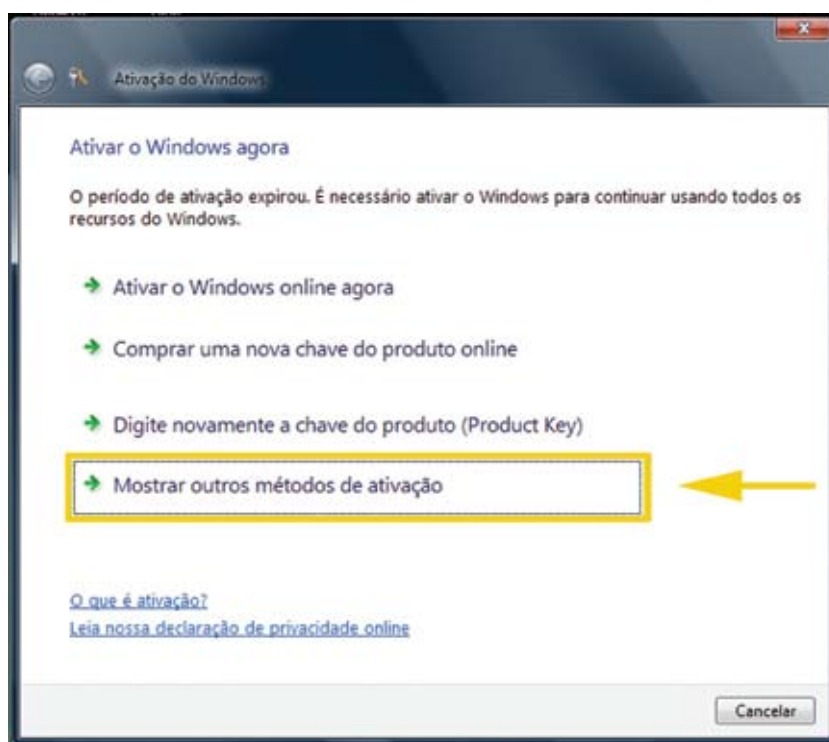 Ativação do Windows
Ativar o Windows agora
O período de ativação expirou. É necessário ativar o Windows para continuar usando todos os
recursos do Windows.
Ativar o Windows online agora
Comprar uma nova chave do produto online
Digite novamente a chave do produto (Product Key)
Mostrar outros métodos de ativação
O que é ativação?
Leia nossa declaração de privacidade online
Cancelar